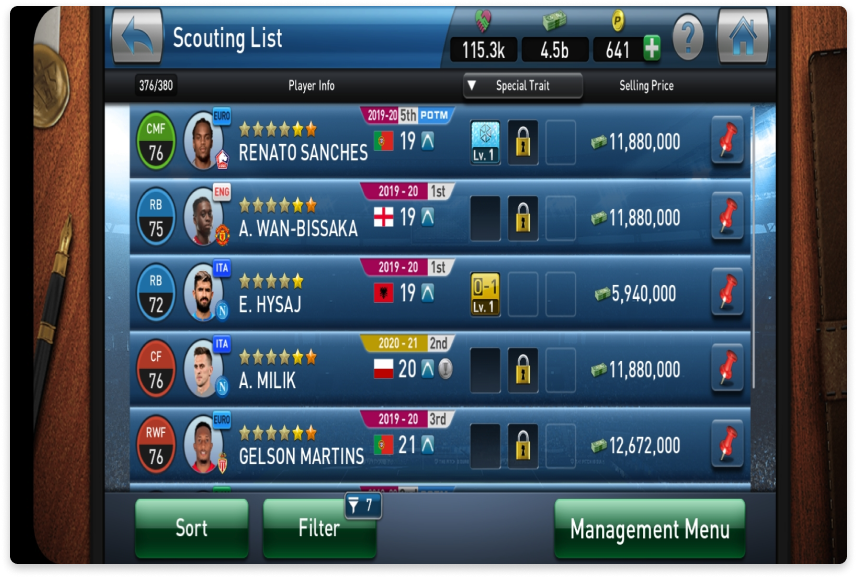 Scouting List
115.3k 4.5b P 641 ?
376/380 Player Info Special Trait Selling Price
2019-20 5th POTM
CMF 76 EURO RENATO SANCHES 19 Lv. 1 11,880,000
2019 - 20 1st
RB 75 ENG A. WAN-BISSAKA 19 11,880,000
2019 - 20 1st
RB 72 ITA N E. HYSAJ 19 0-1 Lv. 1 5,940,000
2020 - 21 2nd
CF 76 ITA N A. MILIK 20 11,880,000
2019 - 20 3rd
RWF 76 EURO GELSON MARTINS 21 12,672,000
Sort Filter 7 Management Menu